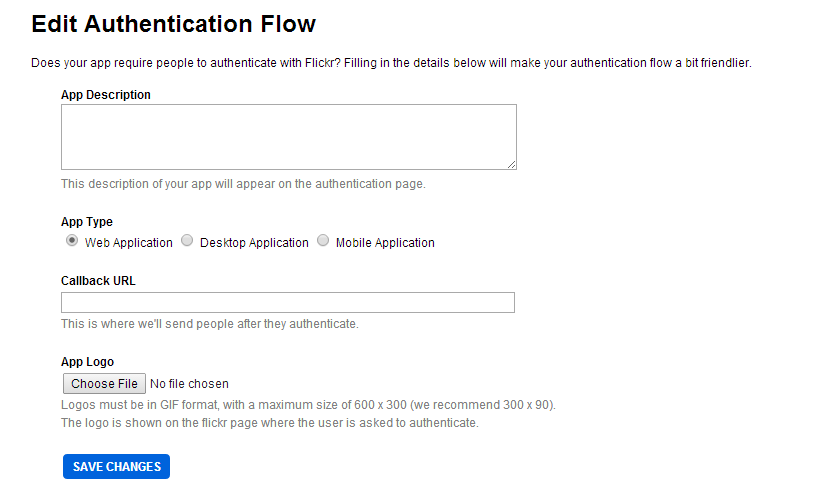 Edit Authentication Flow
Does your app require people to authenticate with Flickr? Filling in the details below will make your authentication flow a bit friendlier.
App Description
This description of your app will appear on the authentication page.
App Type
Web Application Desktop Application Mobile Application
Callback URL
This is where we'll send people after they authenticate.
App Logo
Choose File No file chosen
Logos must be in GIF format, with a maximum size of 600 x 300 (we recommend 300 x 90).
The logo is shown on the flickr page where the user is asked to authenticate.
SAVE CHANGES